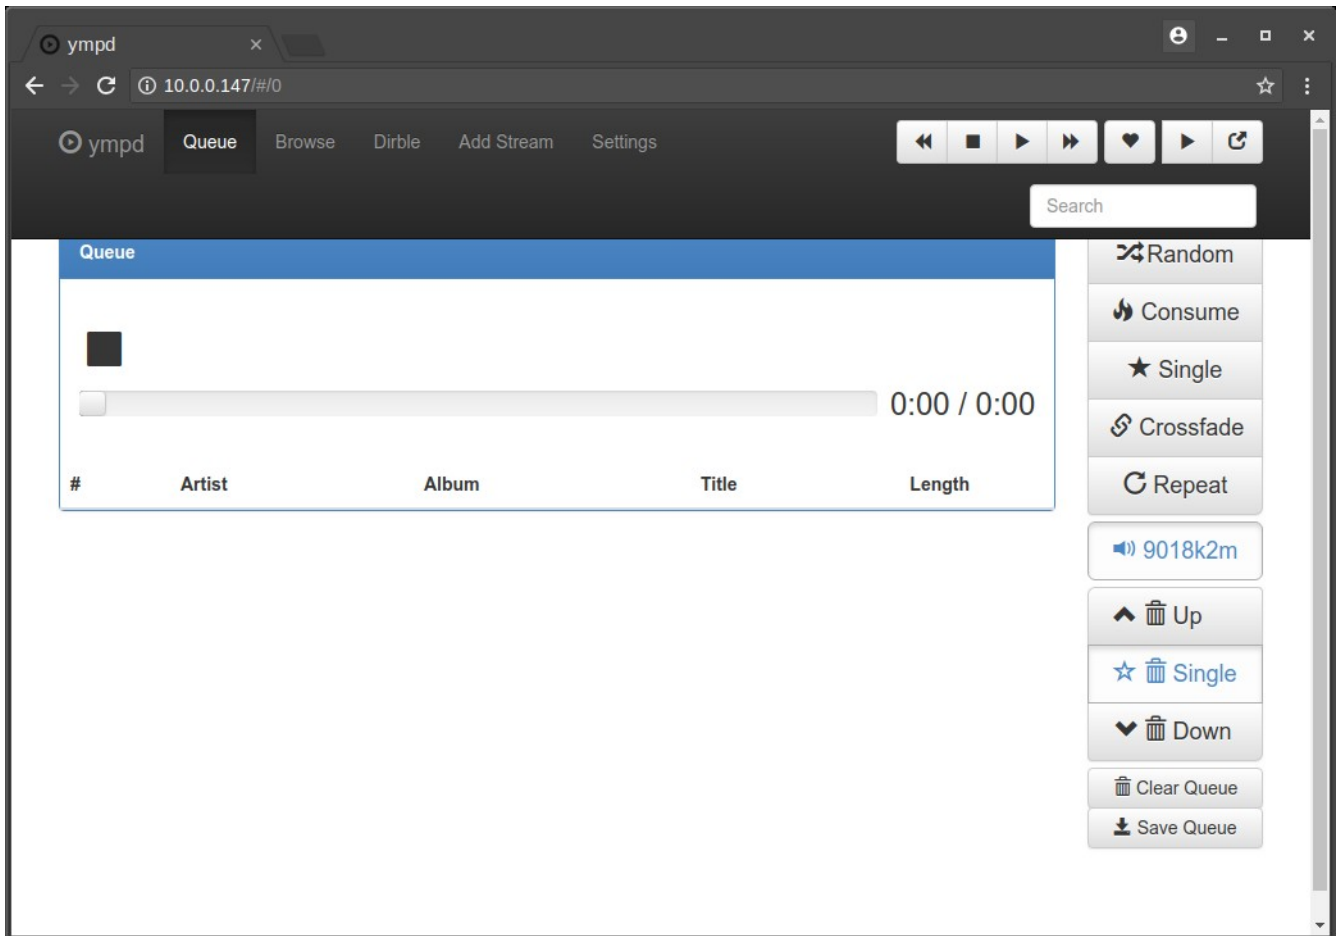 ympd
10.0.0.147/#/0
ympd Queue Browse Dirble Add Stream Settings
Search
Queue
0:00 / 0:00
# Artist Album Title Length
Random
Consume
Single
Crossfade
Repeat
9018k2m
Up
Single
Down
Clear Queue
Save Queue